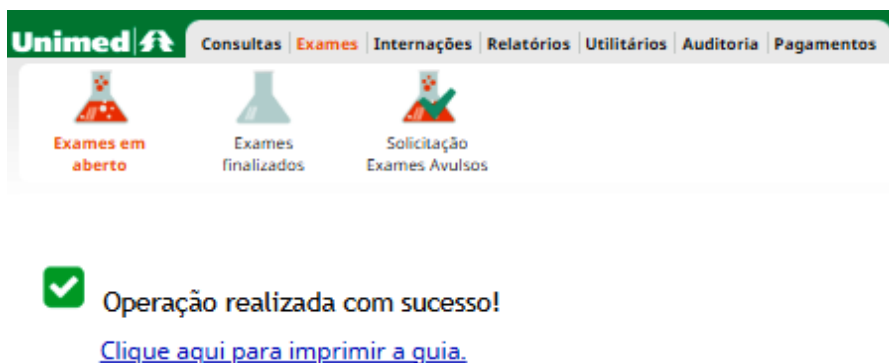 Unimed
Consultas Exames Internações Relatórios Utilitários Auditoria Pagamentos
Exames em aberto
Exames finalizados
Solicitação Exames Avulsos
Operação realizada com sucesso!
Clique aqui para imprimir a guia.